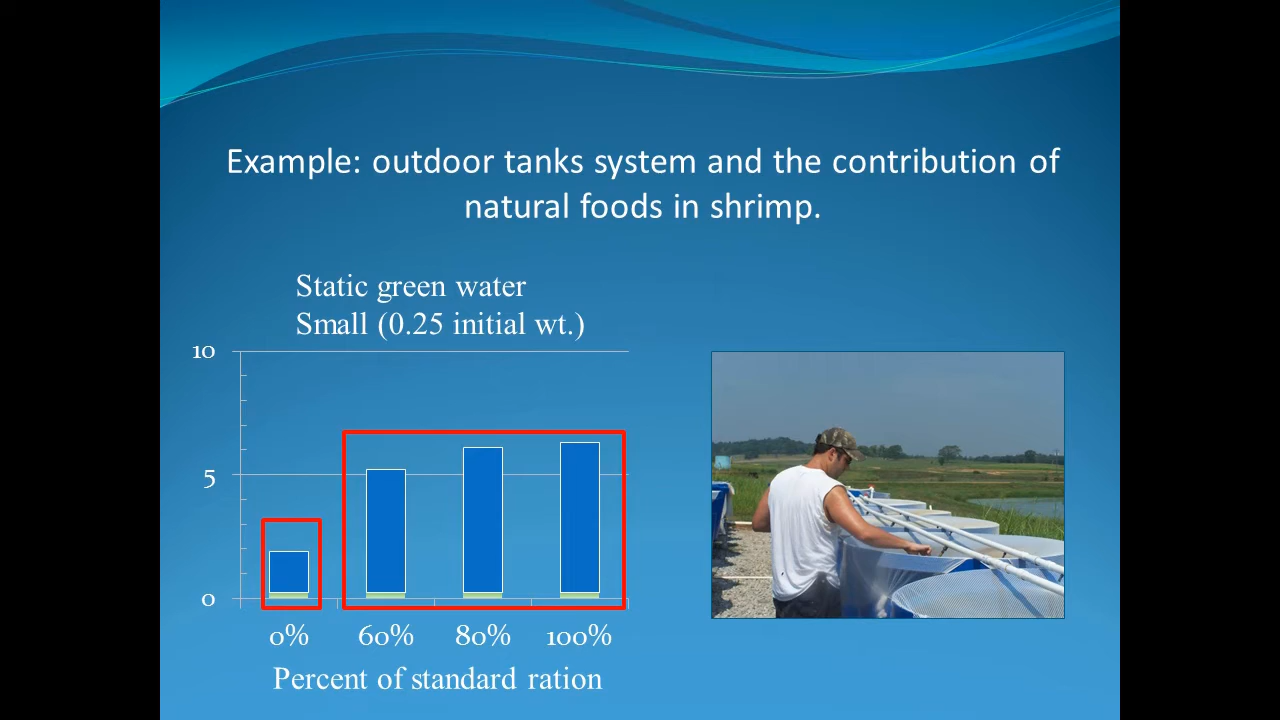 Example: outdoor tanks system and the contribution of
natural foods in shrimp.
Static green water
Small (0.25 initial wt.)
10
5
0
0% 60% 80% 100%
Percent of standard ration